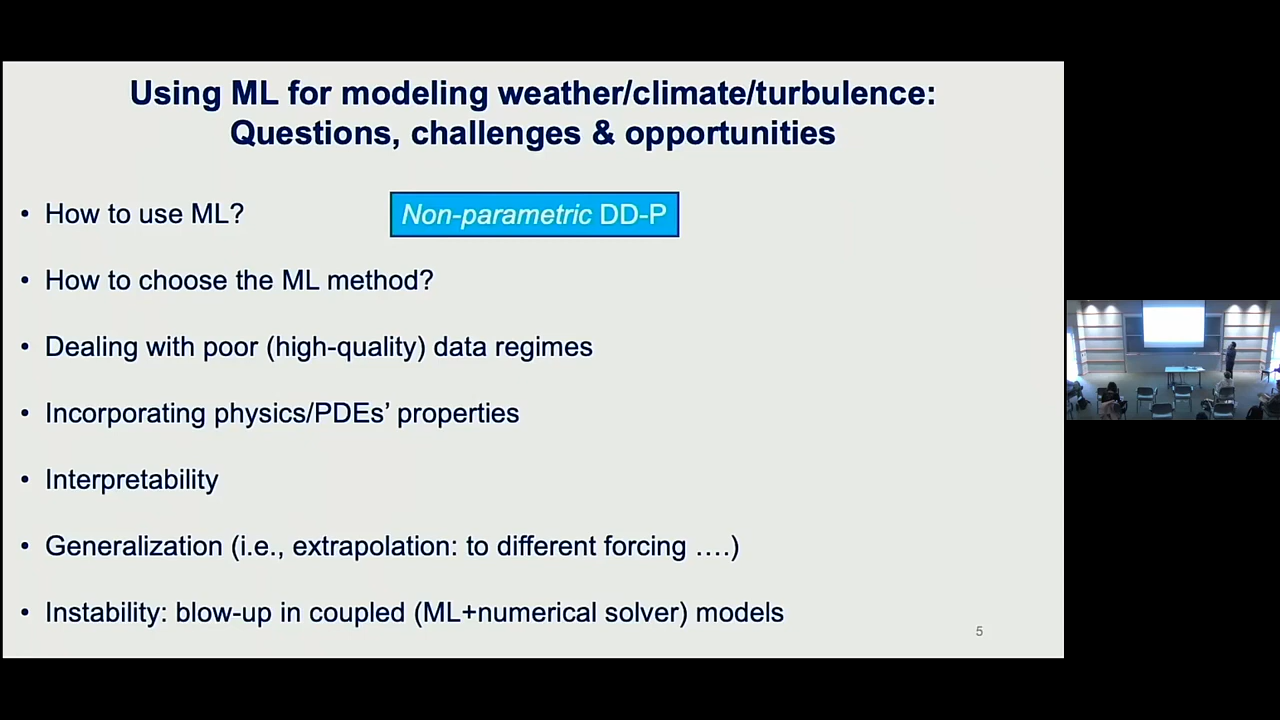 Using ML for modeling weather/climate/turbulence:
Questions, challenges & opportunities
• How to use ML?
Non-parametric DD-P
• How to choose the ML method?
• Dealing with poor (high-quality) data regimes
• Incorporating physics/PDEs’ properties
• Interpretability
• Generalization (i.e., extrapolation: to different forcing ….)
• Instability: blow-up in coupled (ML+numerical solver) models
5